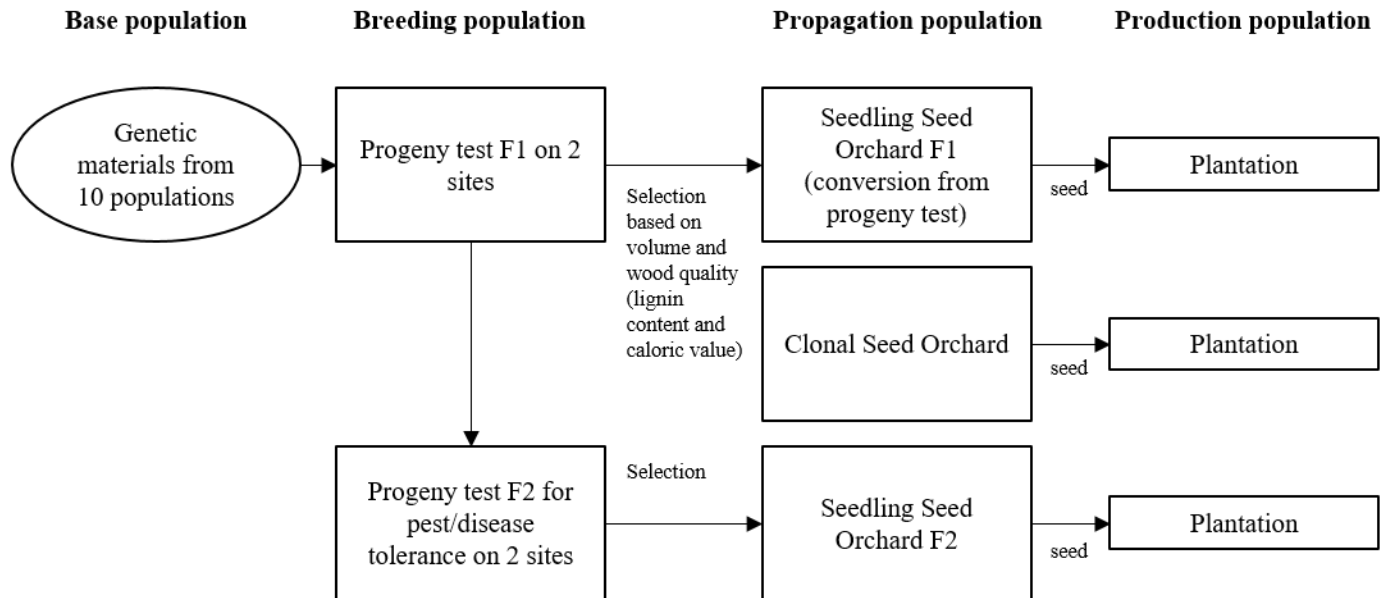 Base population
Breeding population
Propagation population
Production population
Genetic
materials from
10 populations
Progeny test F1 on 2
sites
Selection
based on
volume and
wood quality
(lignin
content and
caloric value)
Seedling Seed
Orchard F1
(conversion from
progeny test)
seed
Plantation
Clonal Seed Orchard
seed
Plantation
Progeny test F2 for
pest/disease
tolerance on 2 sites
Selection
Seedling Seed
Orchard F2
seed
Plantation